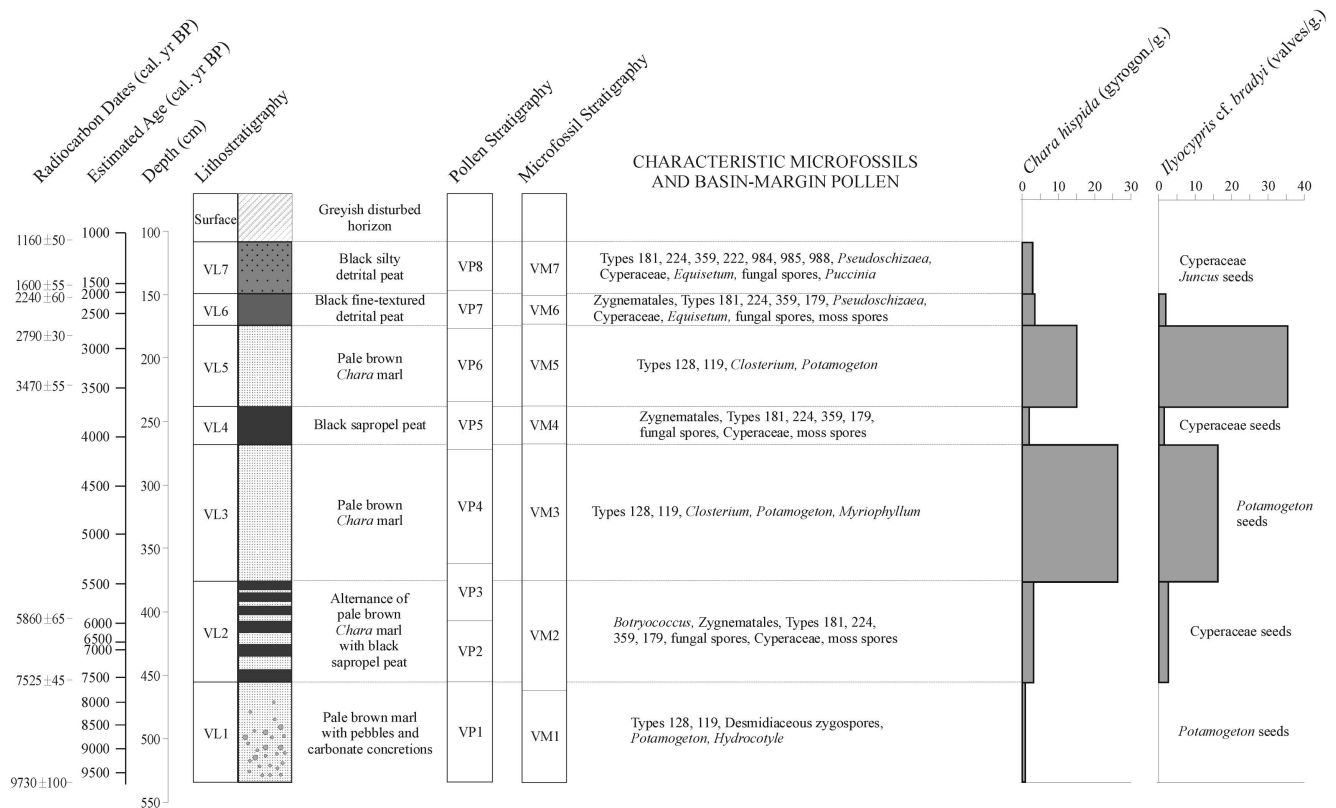 Radiocarbon Dates (cal. yr BP)
Estimated Age (cal. yr BP)
Depth (cm)
Lithostratigraphy
Pollen Stratigraphy
Microfossil Stratigraphy
CHARACTERISTIC MICROFOSSILS
AND BASIN-MARGIN POLLEN
Chara hispida (gyrogon./g.)
Ilyocypris cf. bradyi (valves/g.)
0 10 20 30
0 10 20 30 40
1160 ±50
1600 ±55
2240 ±60
2790 ±30
3470 ±55
5860 ±65
7525 ±45
9730 ±100
1000
1500
2000
2500
3000
3500
4000
4500
5000
5500
6000
6500
7000
7500
8000
8500
9000
9500
100
150
200
250
300
350
400
450
500
550
Surface
Greyish disturbed
horizon
VL7
Black silty
detrital peat
VP8
VM7
Types 181, 224, 359, 222, 984, 985, 988, Pseudoschizaea,
Cyperaceae, Equisetum, fungal spores, Puccinia
Cyperaceae
Juncus seeds
VL6
Black fine-textured
detrital peat
VP7
VM6
Zygnematales, Types 181, 224, 359, 179, Pseudoschizaea,
Cyperaceae, Equisetum, fungal spores, moss spores
VL5
Pale brown
Chara marl
VP6
VM5
Types 128, 119, Closterium, Potamogeton
VL4
Black sapropel peat
VP5
VM4
Zygnematales, Types 181, 224, 359, 179,
fungal spores, Cyperaceae, moss spores
Cyperaceae seeds
VL3
Pale brown
Chara marl
VP4
VM3
Types 128, 119, Closterium, Potamogeton, Myriophyllum
Potamogeton
seeds
VL2
Alternance of
pale brown
Chara marl
with black
sapropel peat
VP3
VP2
VM2
Botryococcus, Zygnematales, Types 181, 224,
359, 179, fungal spores, Cyperaceae, moss spores
Cyperaceae seeds
VL1
Pale brown marl
with pebbles and
carbonate concretions
VP1
VM1
Types 128, 119, Desmidiaceous zygospores,
Potamogeton, Hydrocotyle
Potamogeton seeds